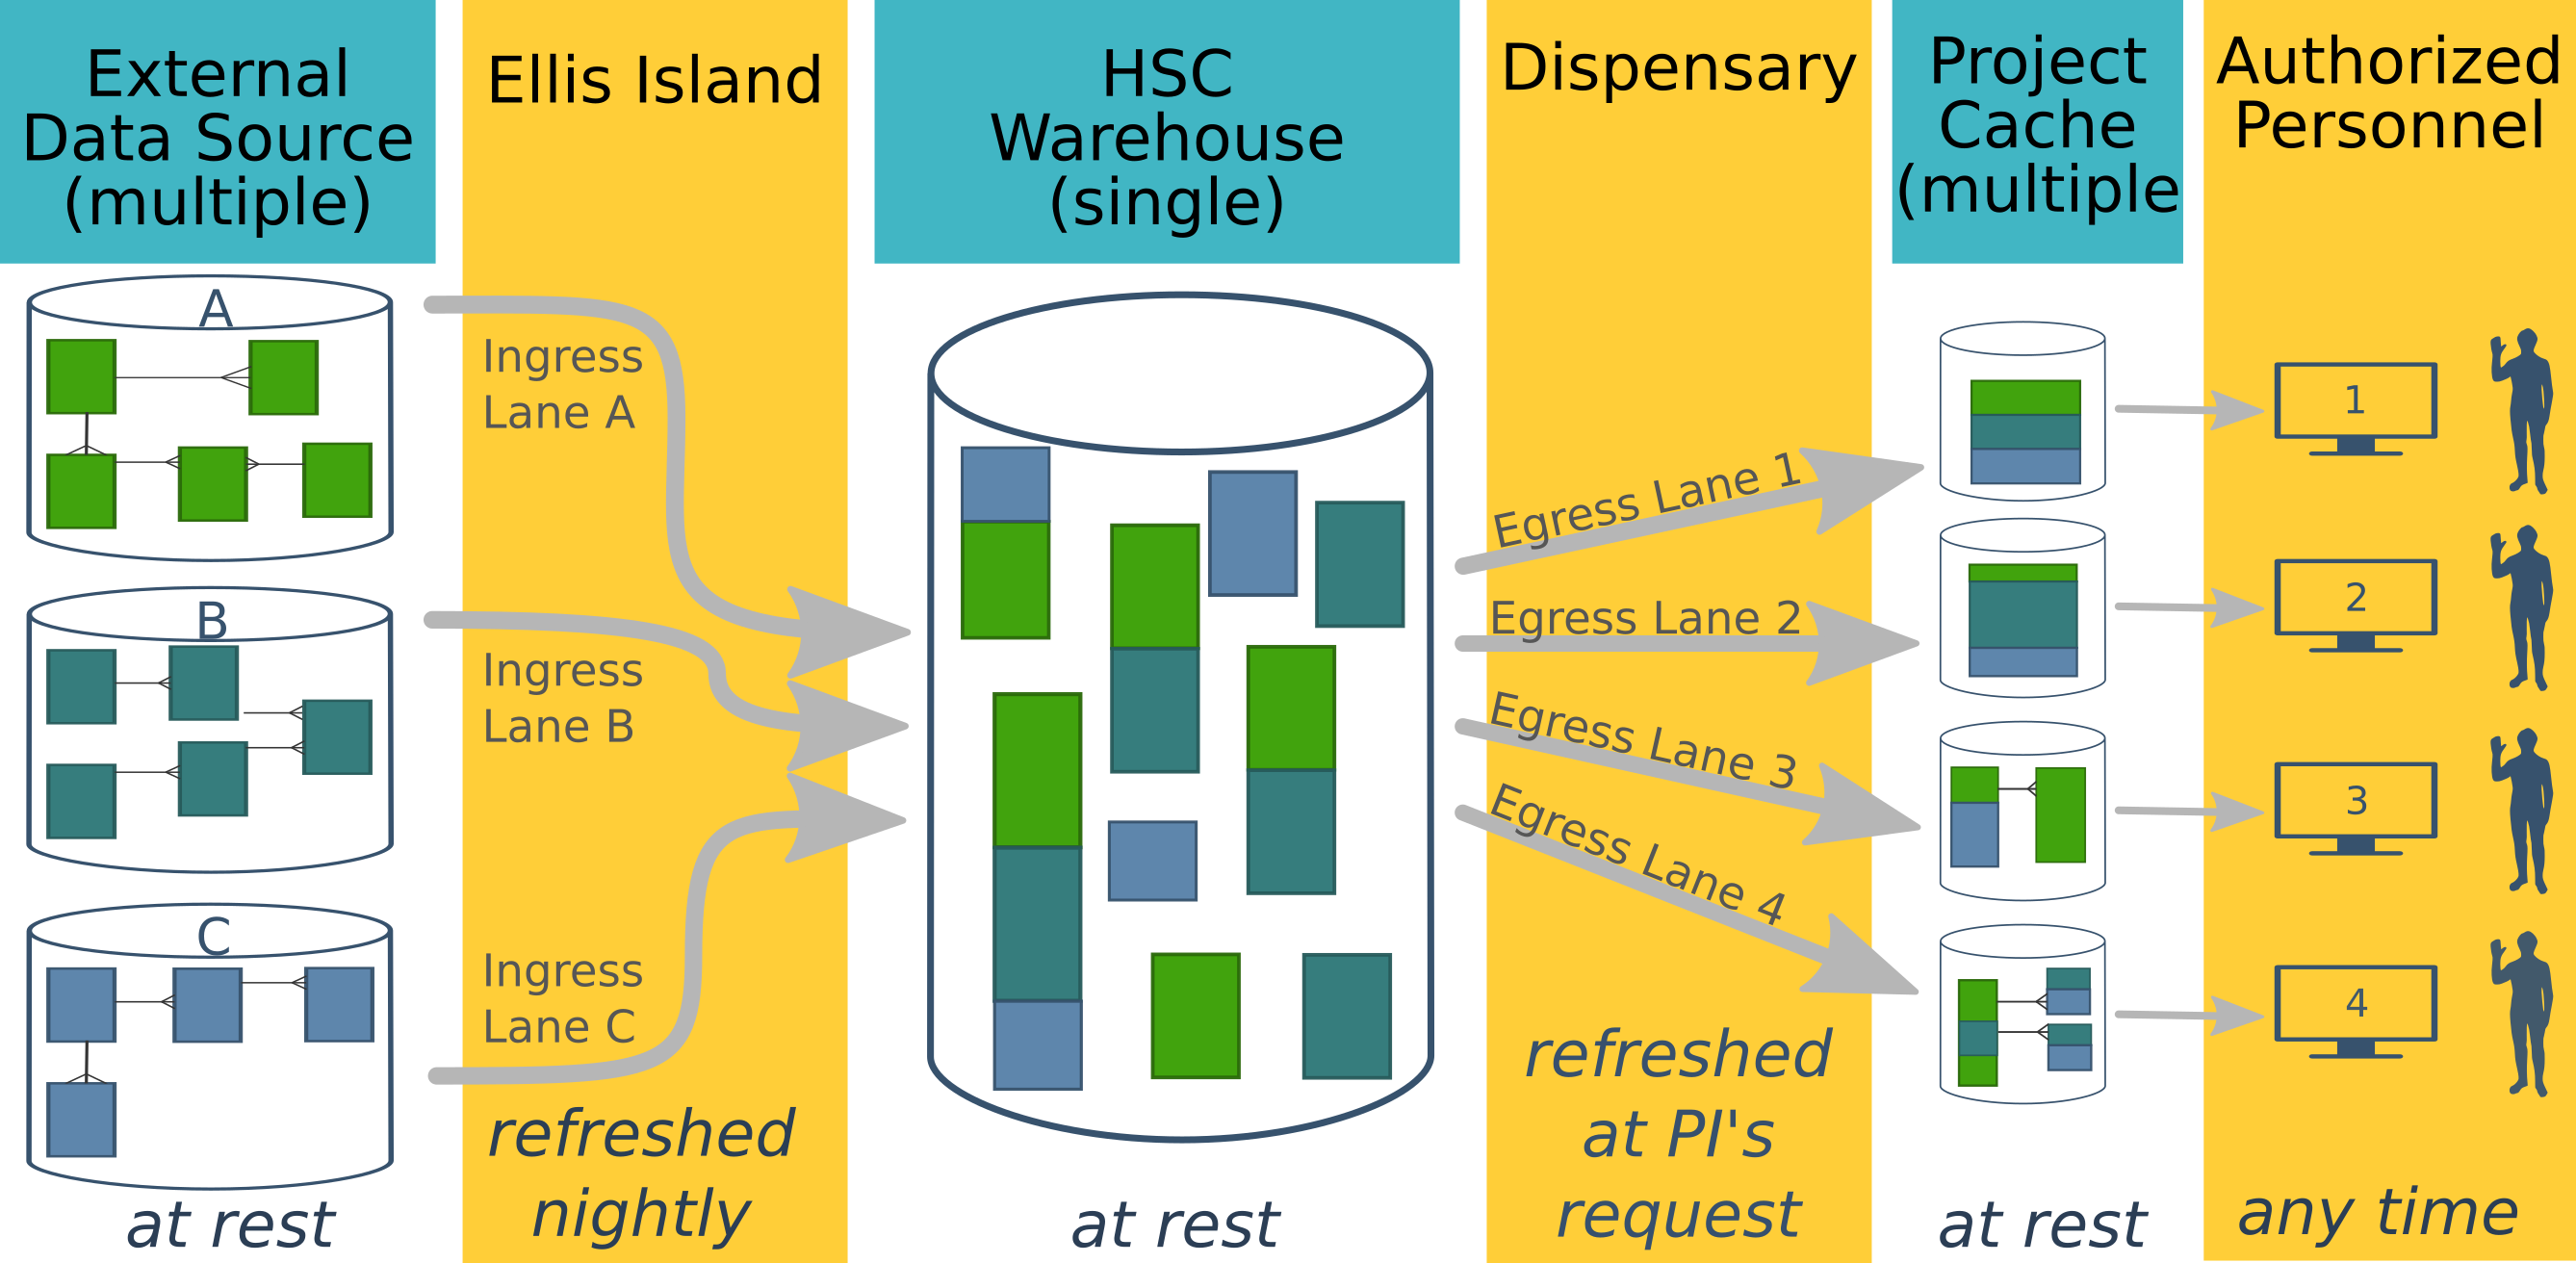 External
Data Source
(multiple)
Ellis Island
HSC
Warehouse
(single)
Dispensary
Project
Cache
(multiple
Authorized
Personnel
A
B
C
Ingress
Lane A
Ingress
Lane B
Ingress
Lane C
Egress Lane 1
Egress Lane 2
Egress Lane 3
Egress Lane 4
1
2
3
4
at rest
refreshed
nightly
at rest
refreshed
at PI's
request
at rest
any time